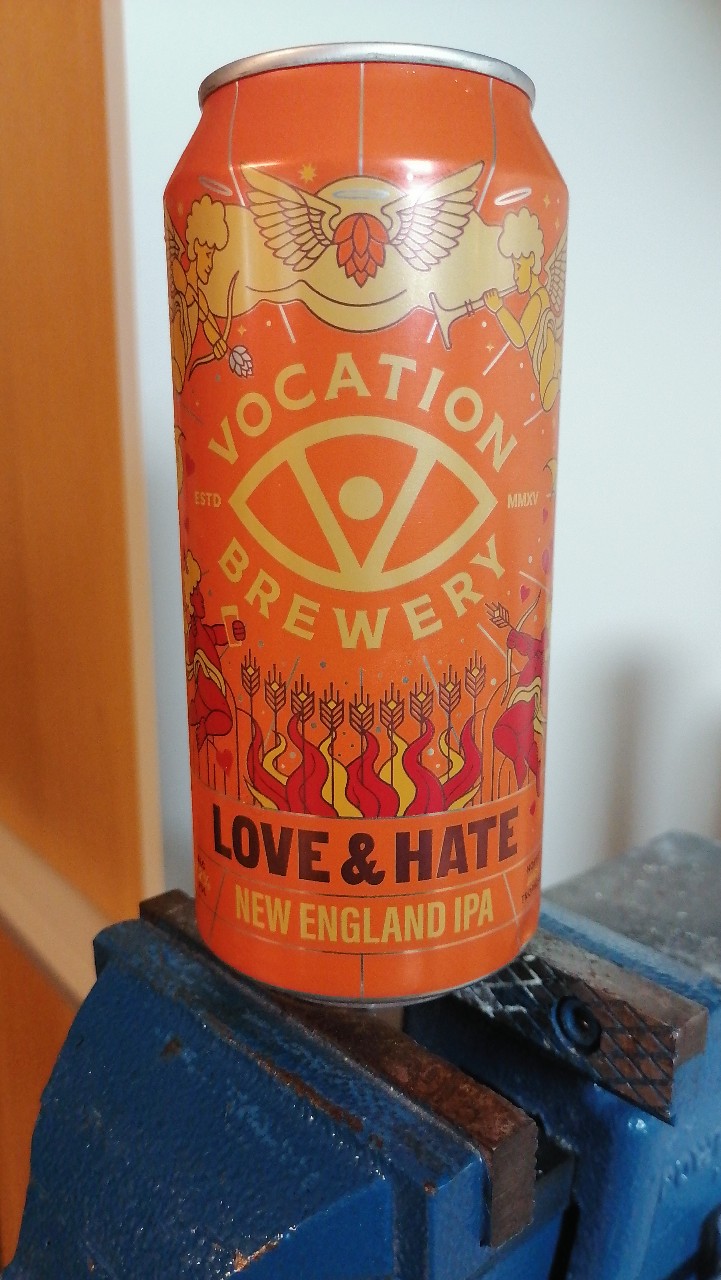 VOCATION
ESTD MMXV
BREWERY
LOVE & HATE
NEW ENGLAND IPA